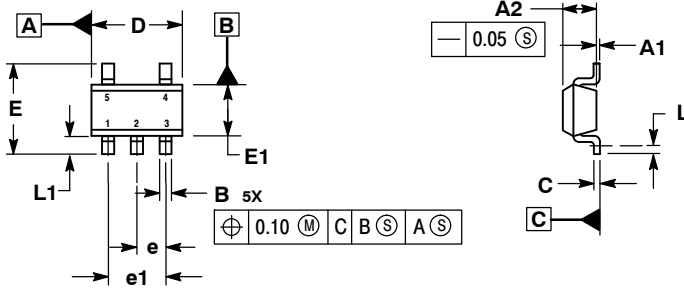 A
D
B
A2
— 0.05 Ⓢ
A1
E
5 4
1 2 3
E1
L
L1
B 5X
C
⌖ 0.10 Ⓜ C B Ⓢ A Ⓢ
C
e
e1